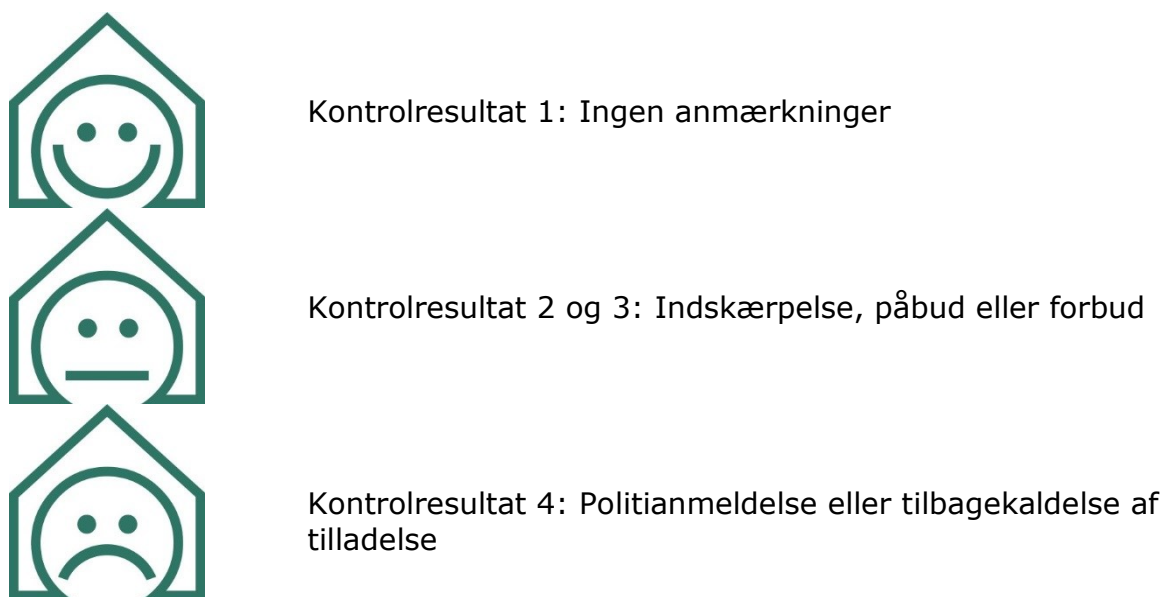 Kontrolresultat 1: Ingen anmærkninger
Kontrolresultat 2 og 3: Indskærpelse, påbud eller forbud
Kontrolresultat 4: Politianmeldelse eller tilbagekaldelse af
tilladelse